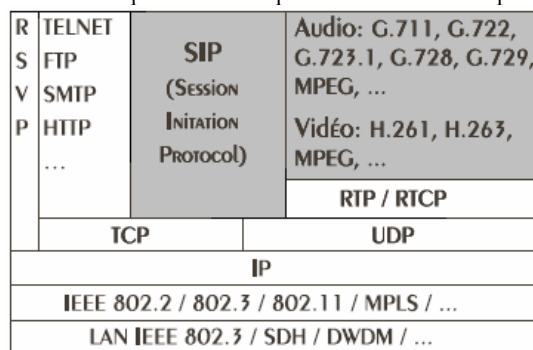 R
S
V
P
TELNET
FTP
SMTP
HTTP
...
SIP
(Session
Initation
Protocol)
Audio: G.711, G.722,
G.723.1, G.728, G.729,
MPEG, ...
Vidéo: H.261, H.263,
MPEG, ...
RTP / RTCP
TCP
UDP
IP
IEEE 802.2 / 802.3 / 802.11 / MPLS / ...
LAN IEEE 802.3 / SDH / DWDM / ...